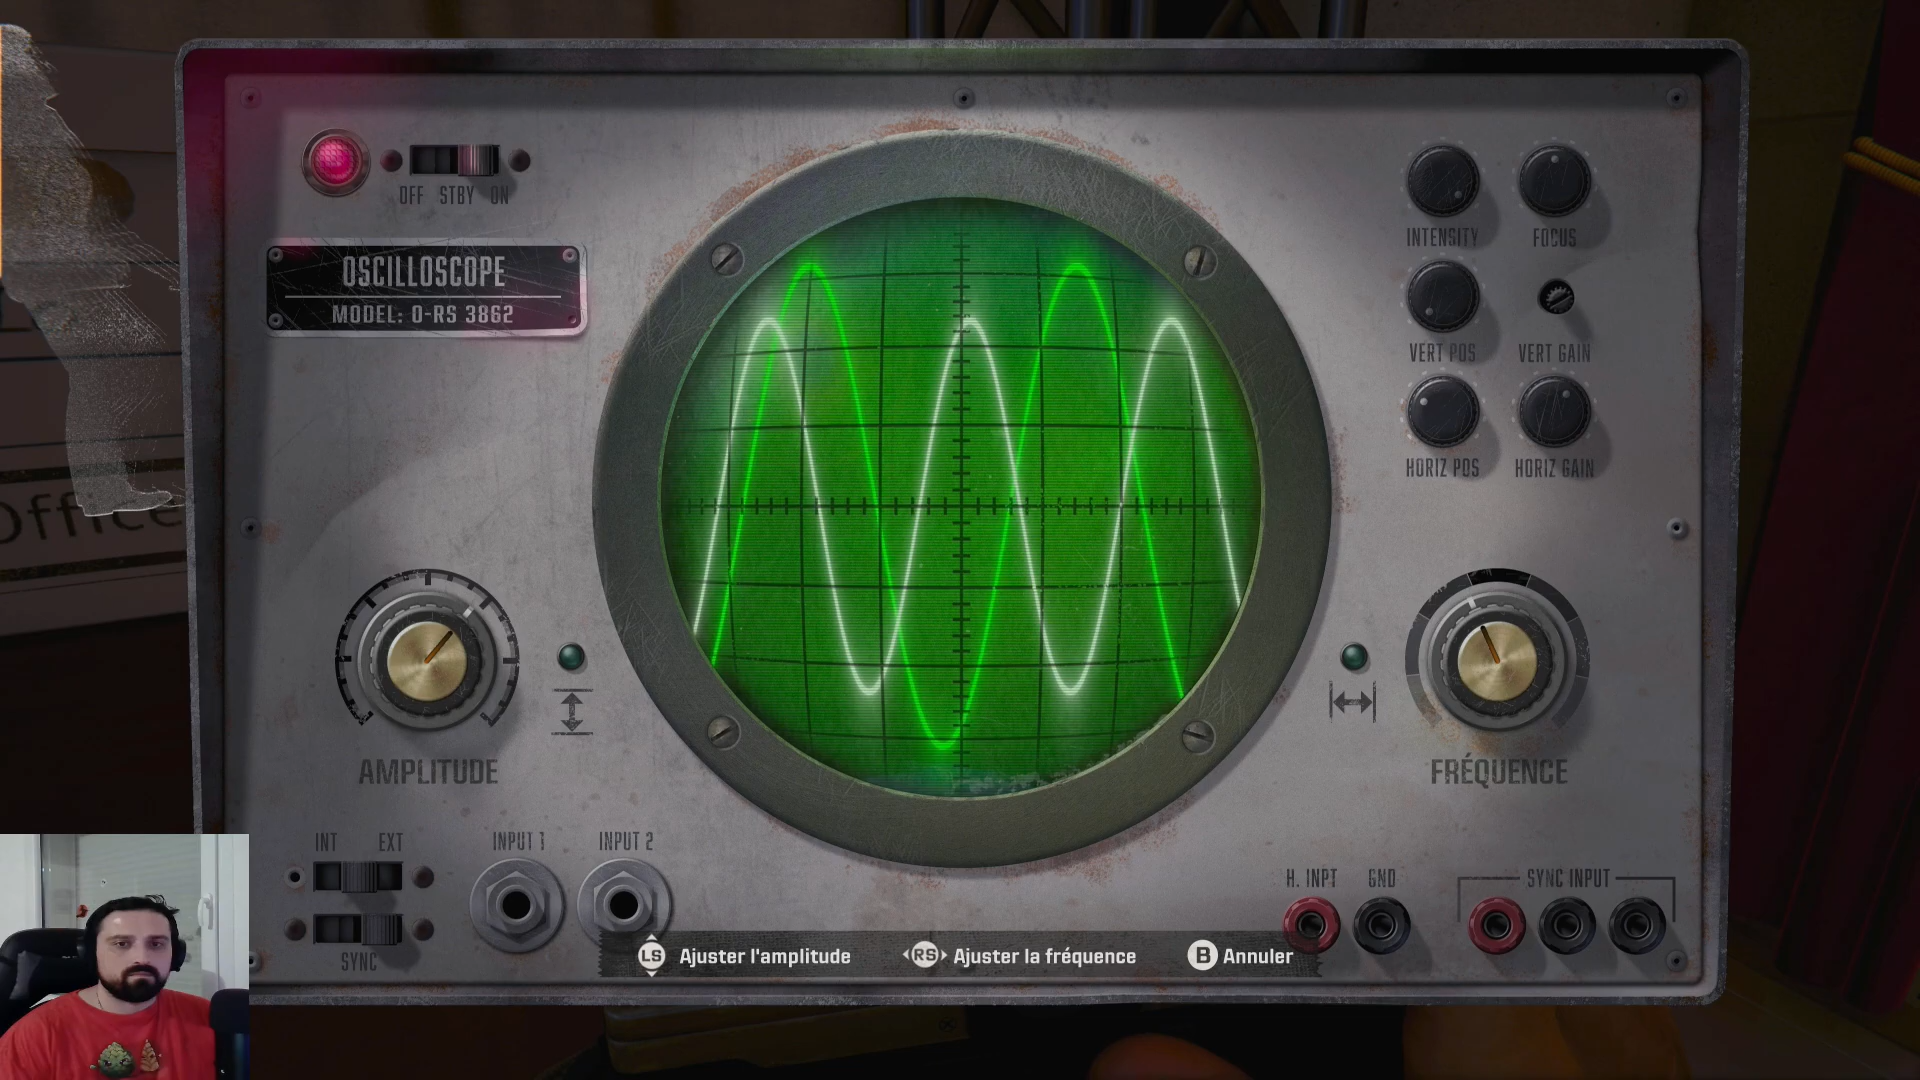 OFF STBY ON
OSCILLOSCOPE
MODEL: O-RS 3862
INTENSITY
FOCUS
VERT POS
VERT GAIN
HORIZ POS
HORIZ GAIN
Office
AMPLITUDE
FRÉQUENCE
INT
EXT
INPUT 1
INPUT 2
SYNC
H. INPT
GND
SYNC INPUT
LS Ajuster l'amplitude
RS Ajuster la fréquence
B Annuler